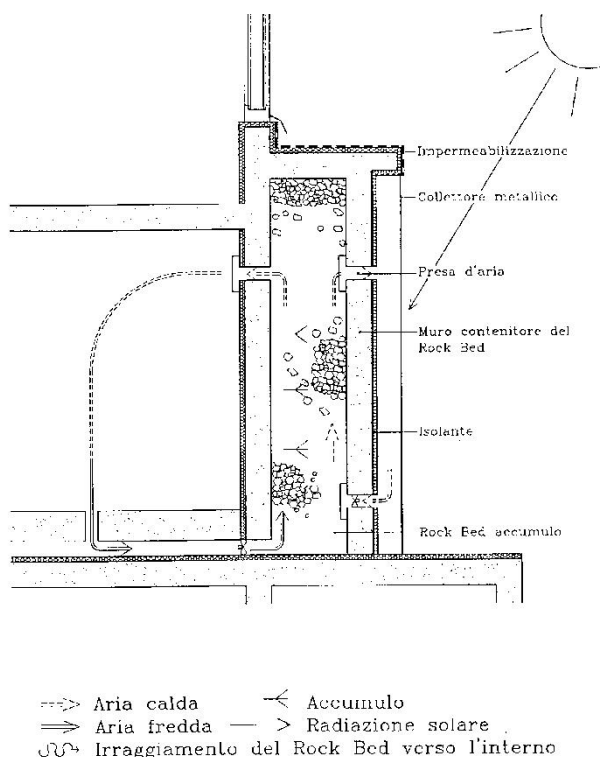 Impermeabilizzazione
Collettore metallico
Presa d'aria
Muro contenitore del
Rock Bed
Isolante
Rock Bed accumulo
Aria calda
Accumulo
Aria fredda
Radiazione solare
Irraggiamento del Rock Bed verso l'interno